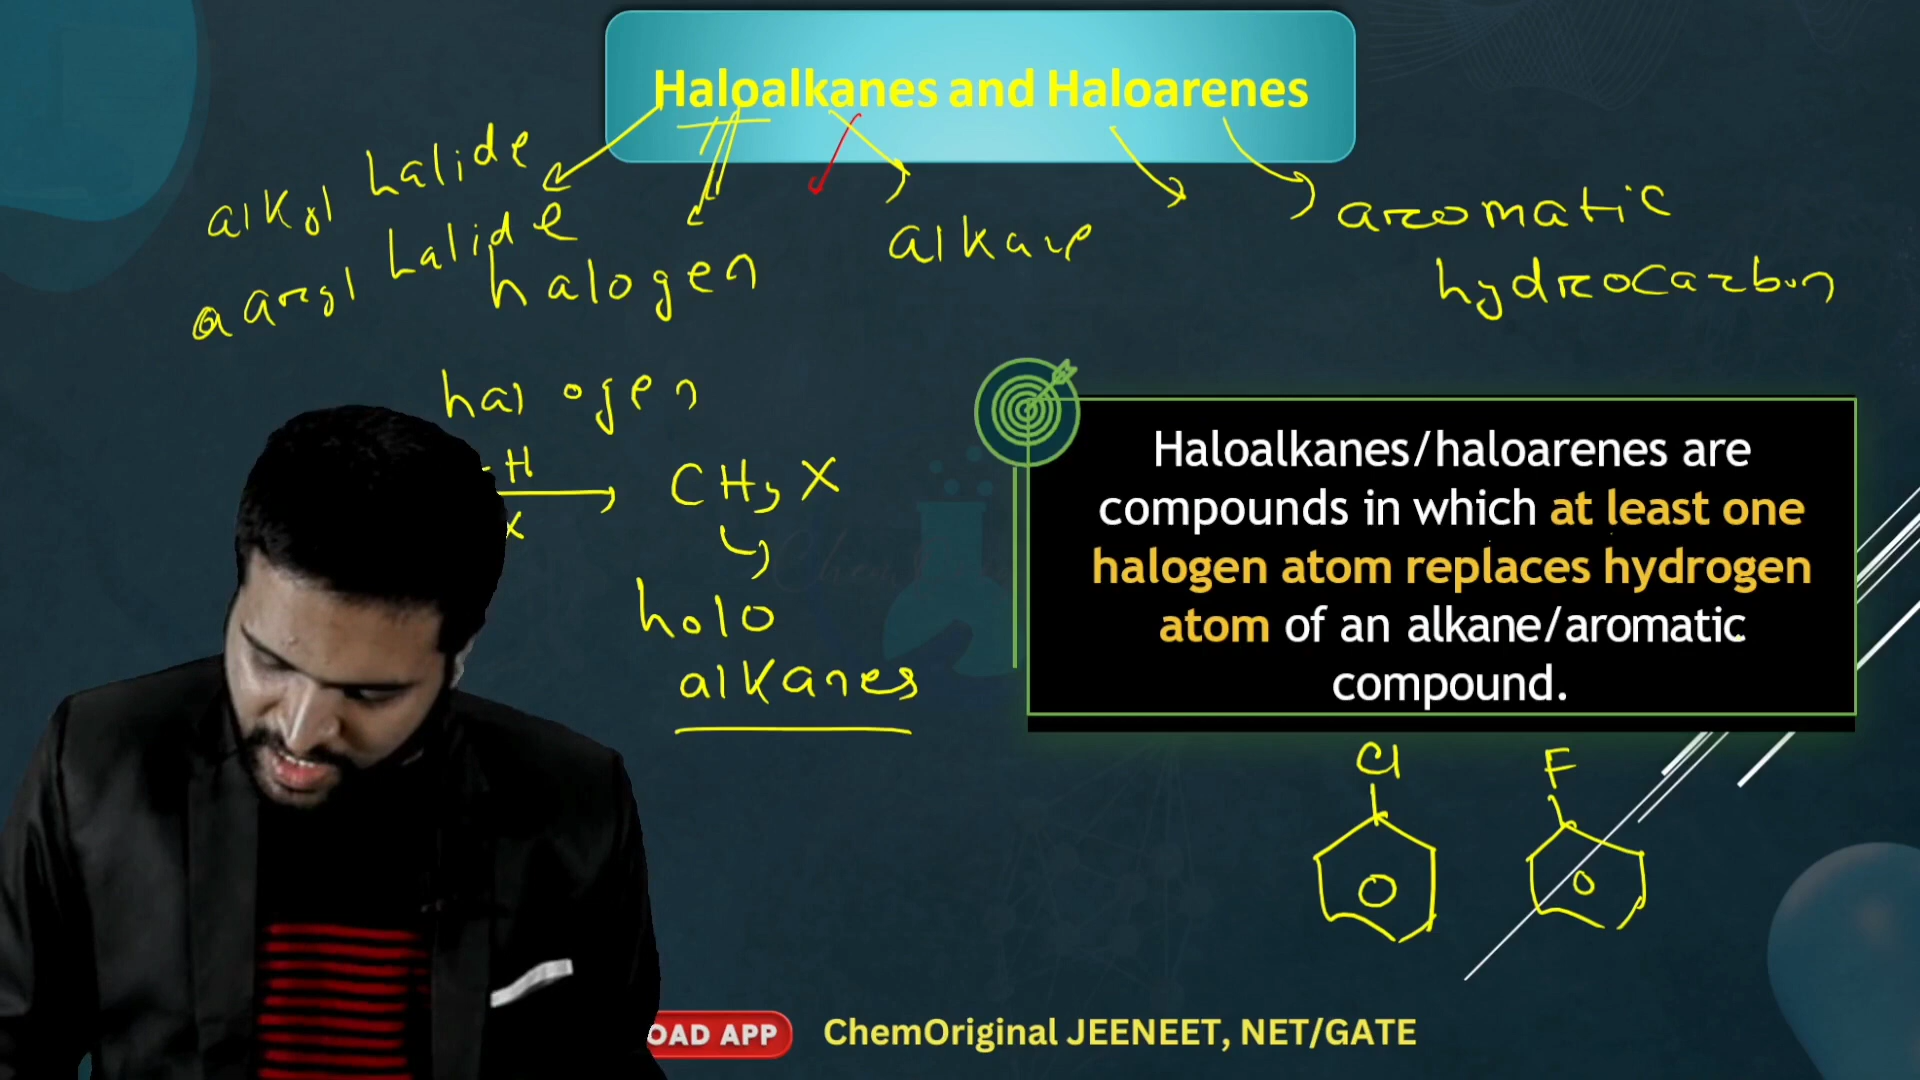 Haloalkanes and Haloarenes
alkyl halide
aryl halide
halogen
alkane
aromatic
hydrocarbon
halogen
-H
X
CH3 X
holo
alkanes
Haloalkanes/haloarenes are
compounds in which at least one
halogen atom replaces hydrogen
atom of an alkane/aromatic
compound.
Cl
F
OAD APP
ChemOriginal JEENEET, NET/GATE